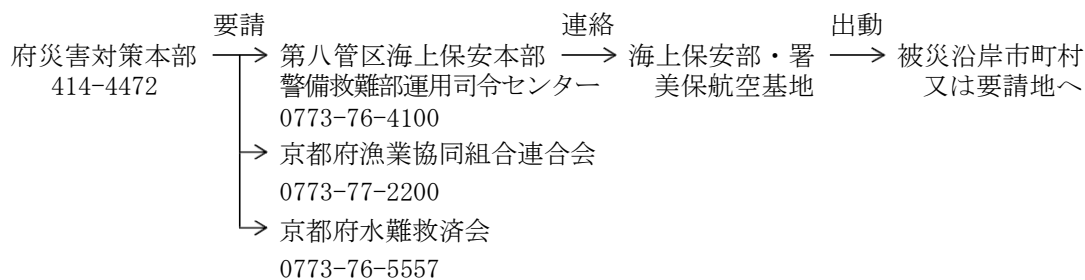 要請 連絡 出動
府災害対策本部 第八管区海上保安本部 海上保安部・署 被災沿岸市町村
414-4472 警備救難部運用司令センター 美保航空基地 又は要請地へ
0773-76-4100
京都府漁業協同組合連合会
0773-77-2200
京都府水難救済会
0773-76-5557